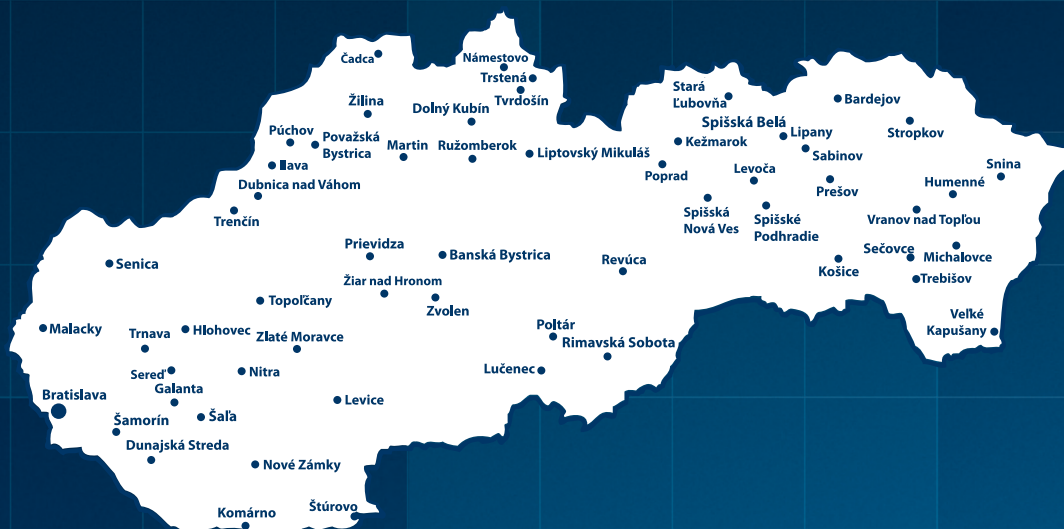 Čadca
Námestovo
Trstená
Tvrdošín
Žilina
Dolný Kubín
Stará
Ľubovňa
Bardejov
Stropkov
Spišská Belá
Lipany
Púchov
Považská
Bystrica
Martin
Ružomberok
Liptovský Mikuláš
Kežmarok
Sabinov
Snina
Ilava
Poprad
Levoča
Prešov
Humenné
Dubnica nad Váhom
Trenčín
Spišská
Nová Ves
Spišské
Podhradie
Vranov nad Topľou
Prievidza
Banská Bystrica
Revúca
Sečovce
Michalovce
Senica
Košice
Trebišov
Žiar nad Hronom
Topoľčany
Zvolen
Veľké
Kapušany
Malacky
Trnava
Hlohovec
Zlaté Moravce
Poltár
Rimavská Sobota
Sereď
Nitra
Lučenec
Galanta
Bratislava
Levice
Šamorín
Šaľa
Dunajská Streda
Nové Zámky
Komárno
Štúrovo